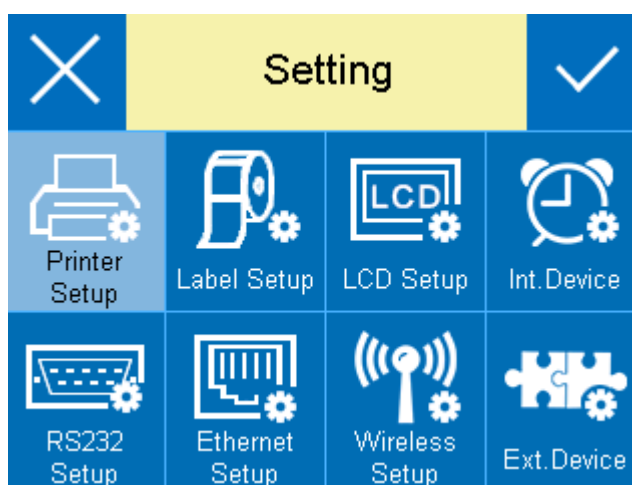 Setting
Printer
Setup
Label Setup
LCD
LCD Setup
Int.Device
RS232
Setup
Ethernet
Setup
Wireless
Setup
Ext.Device